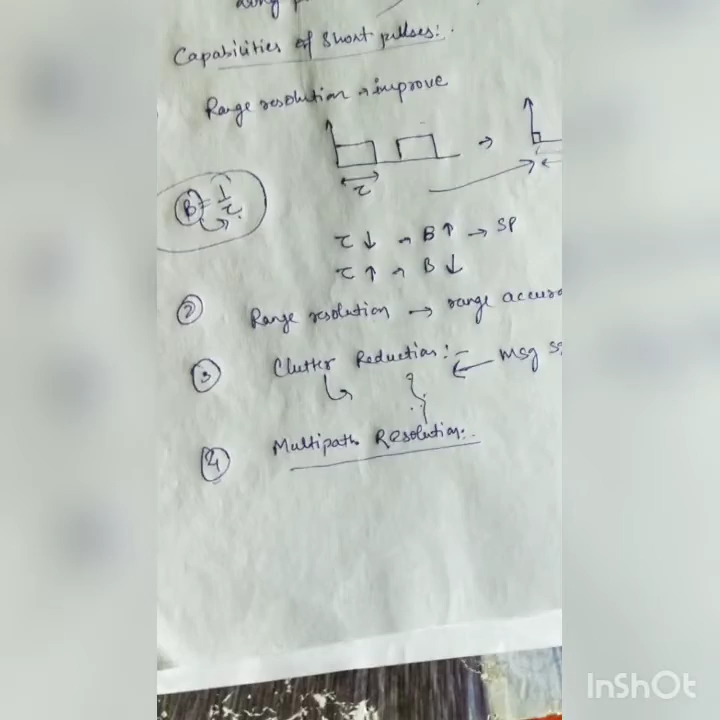 Capabilities of Short pulses:
Range resolution → improve
→
τ
B = 1/τ
τ ↓ → B ↑ → SP
τ ↑ → B ↓
② Range resolution → range
③ Clutter Reduction:- ← Msg
④ Multipath Resolution:
InShOt